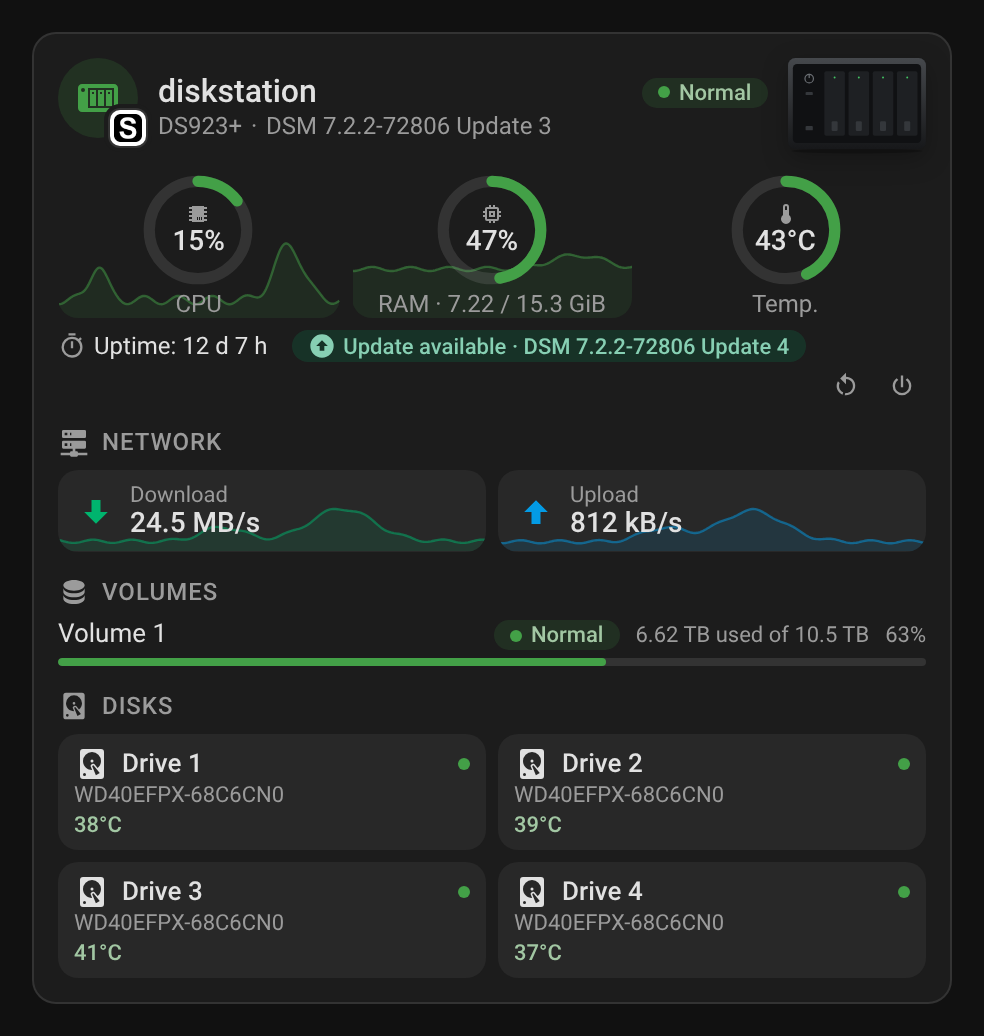 diskstation
S
DS923+ · DSM 7.2.2-72806 Update 3
Normal
15%
CPU
47%
RAM · 7.22 / 15.3 GiB
43°C
Temp.
Uptime: 12 d 7 h
Update available · DSM 7.2.2-72806 Update 4
NETWORK
Download
24.5 MB/s
Upload
812 kB/s
VOLUMES
Volume 1
Normal
6.62 TB used of 10.5 TB 63%
DISKS
Drive 1
WD40EFPX-68C6CN0
38°C
Drive 2
WD40EFPX-68C6CN0
39°C
Drive 3
WD40EFPX-68C6CN0
41°C
Drive 4
WD40EFPX-68C6CN0
37°C